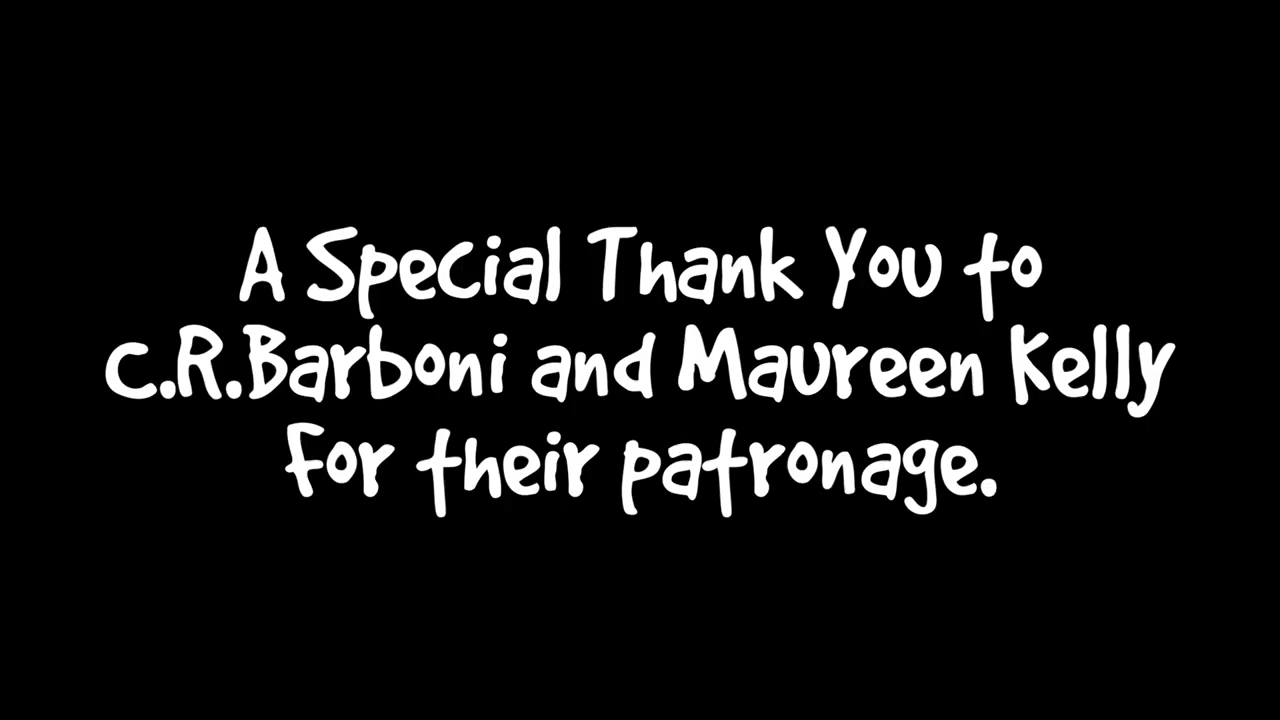 A Special Thank You to
C.R.Barboni and Maureen Kelly
For their patronage.